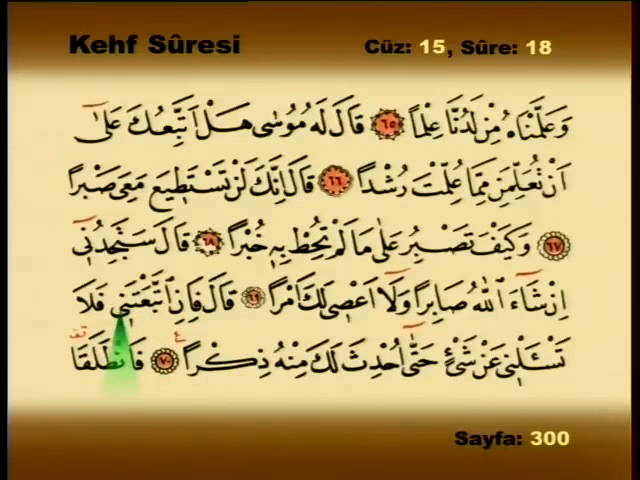 Kehf Sûresi
Cüz: 15, Sûre: 18
وَعَلَّمْنَاهُ مِنْ لَدُنَّا عِلْمًا ﴿٦٥﴾ قَالَ لَهُ مُوسٰى هَلْ اَتَّبِعُكَ عَلٰٓى
اَنْ تُعَلِّمَنِ مِمَّا عُلِّمْتَ رُشْدًا ﴿٦٦﴾ قَالَ اِنَّكَ لَنْ تَسْتَطٖيعَ مَعِىَ صَبْرًا
﴿٦٧﴾ وَكَيْفَ تَصْبِرُ عَلٰى مَا لَمْ تُحِطْ بِهٖ خُبْرًا ﴿٦٨﴾ قَالَ سَتَجِدُنٖٓى
اِنْ شَٓاءَ اللّٰهُ صَابِرًا وَلَٓا اَعْصٖى لَكَ اَمْرًا ﴿٦٩﴾ قَالَ فَاِنِ اتَّبَعْتَنٖى فَلَا
تَسْـَٔلْنٖى عَنْ شَیْءٍ حَتّٰٓى اُحْدِثَ لَكَ مِنْهُ ذِكْرًا ﴿٧٠﴾ فَانْطَلَقَا
Sayfa: 300